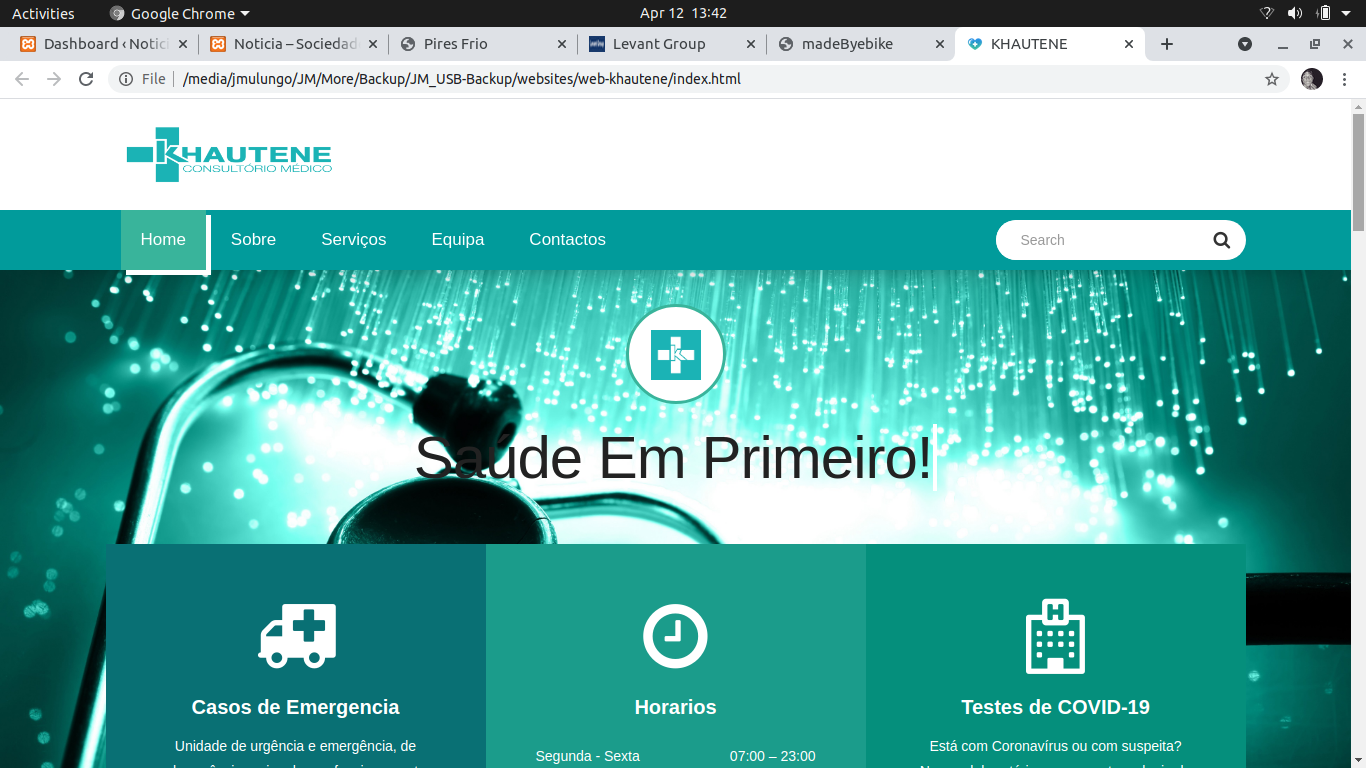 Activities Google Chrome Apr 12 13:42
Dashboard ‹ Notic Noticia – Sociedad Pires Frio Levant Group madeByebike KHAUTENE
File /media/jmulungo/JM/More/Backup/JM_USB-Backup/websites/web-khautene/index.html
KHAUTENE
CONSULTÓRIO MÉDICO
Home Sobre Serviços Equipa Contactos Search
k
Saude Em Primeiro!
H
Casos de Emergencia Horarios Testes de COVID-19
Unidade de urgência e emergência, de Segunda - Sexta 07:00 – 23:00 Está com Coronavírus ou com suspeita?